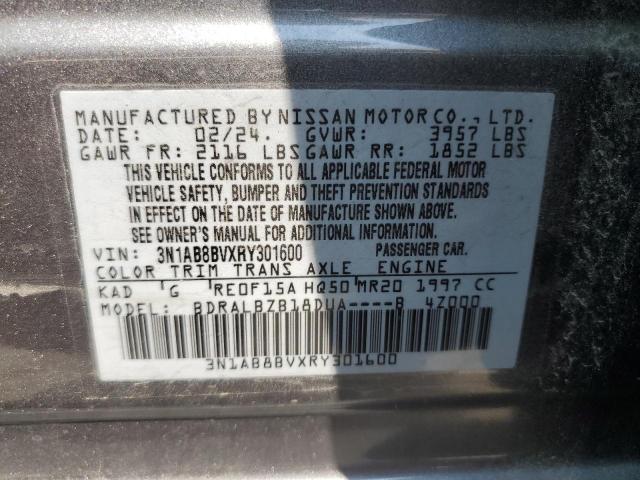 MANUFACTURED BY NISSAN MOTOR CO., LTD.
DATE: 02/24. GVWR: 3957 LBS
GAWR FR: 2116 LBS GAWR RR: 1852 LBS
THIS VEHICLE CONFORMS TO ALL APPLICABLE FEDERAL MOTOR
VEHICLE SAFETY, BUMPER AND THEFT PREVENTION STANDARDS
IN EFFECT ON THE DATE OF MANUFACTURE SHOWN ABOVE.
SEE OWNER'S MANUAL FOR ADDITIONAL INFORMATION.
VIN: 3N1AB8BVXRY301600 PASSENGER CAR.
COLOR TRIM TRANS AXLE ENGINE
KAD 'G 'RE0F15A HQ50 'MR20 1997 CC
MODEL: BDRALBZB18DUA----B 4Z000
3N1AB8BVXRY301600